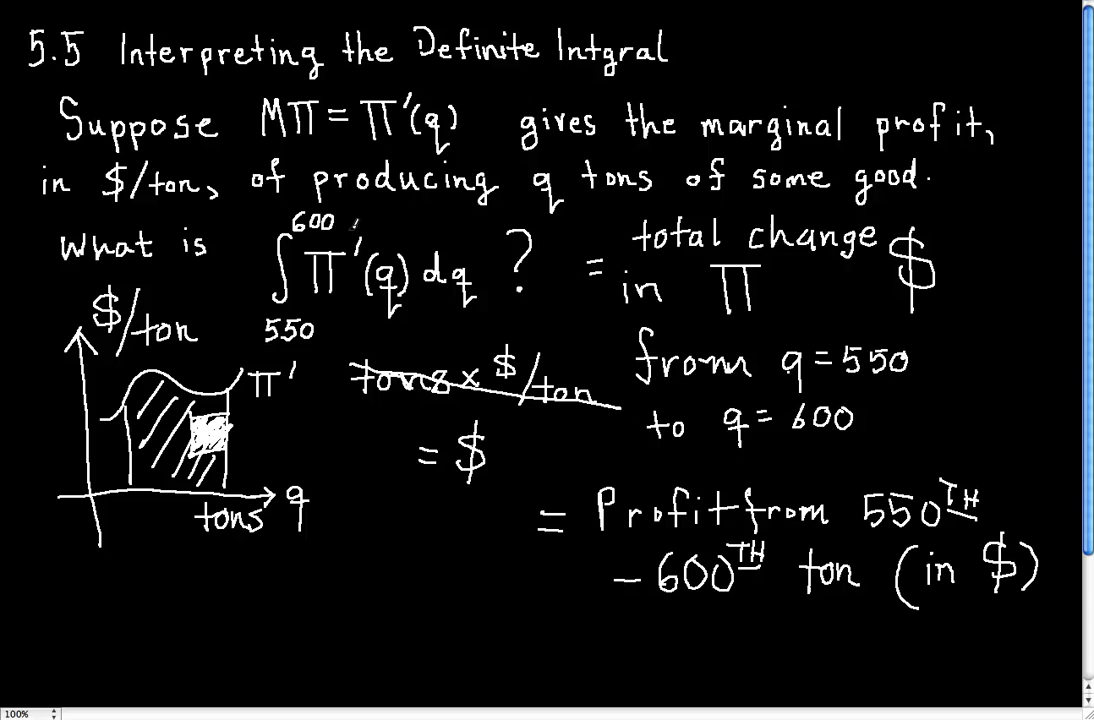 5.5 Interpreting the Definite Intgral
Suppose MΠ = Π'(q) gives the marginal profit,
in $/ton, of producing q tons of some good.
What is ∫₅₅₀⁶⁰⁰ Π'(q) dq ? = total change
in Π $
from q = 550
to q = 600
$/ton
Π'
tons q
tons × $/ton
= $
= Profit from 550TH
– 600TH ton (in $)
100%